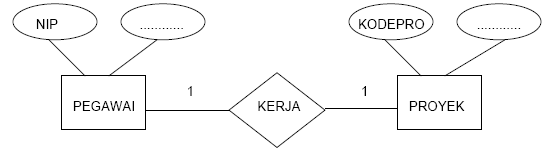 NIP
............
KODEPRO
............
PEGAWAI
1
KERJA
1
PROYEK